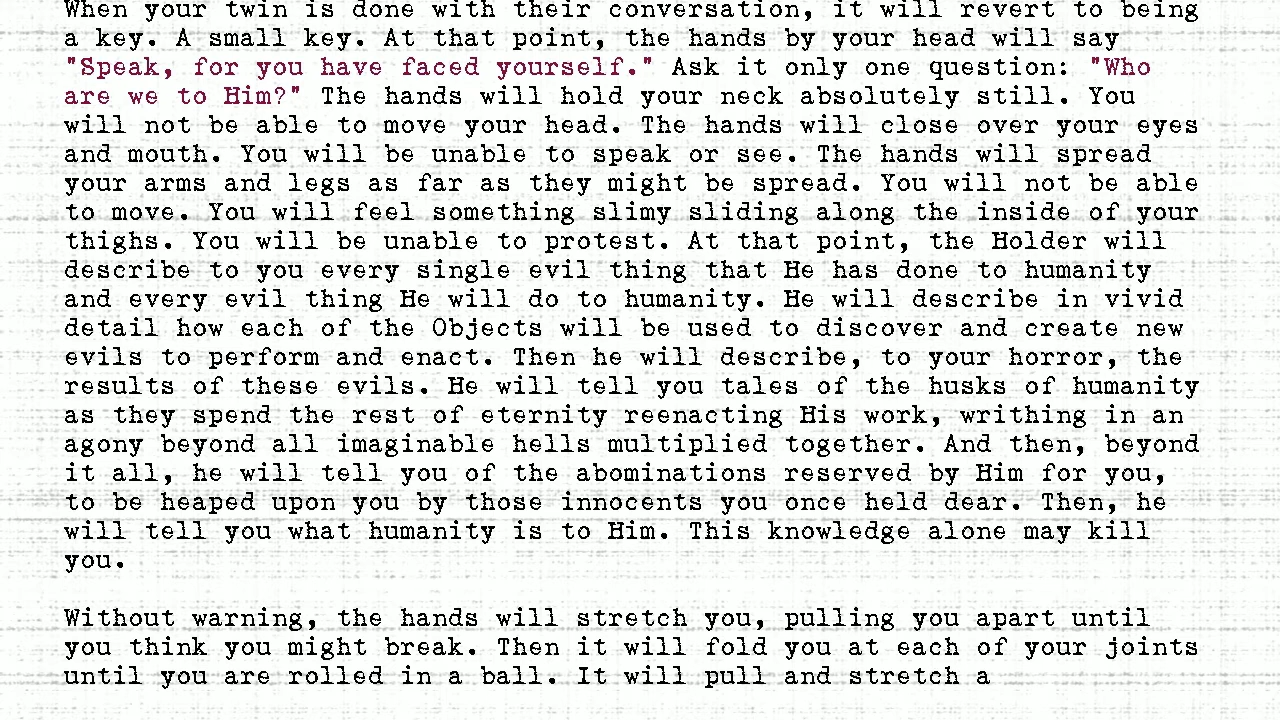 When your twin is done with their conversation, it will revert to being
a key. A small key. At that point, the hands by your head will say
"Speak, for you have faced yourself." Ask it only one question: "Who
are we to Him?" The hands will hold your neck absolutely still. You
will not be able to move your head. The hands will close over your eyes
and mouth. You will be unable to speak or see. The hands will spread
your arms and legs as far as they might be spread. You will not be able
to move. You will feel something slimy sliding along the inside of your
thighs. You will be unable to protest. At that point, the Holder will
describe to you every single evil thing that He has done to humanity
and every evil thing He will do to humanity. He will describe in vivid
detail how each of the Objects will be used to discover and create new
evils to perform and enact. Then he will describe, to your horror, the
results of these evils. He will tell you tales of the husks of humanity
as they spend the rest of eternity reenacting His work, writhing in an
agony beyond all imaginable hells multiplied together. And then, beyond
it all, he will tell you of the abominations reserved by Him for you,
to be heaped upon you by those innocents you once held dear. Then, he
will tell you what humanity is to Him. This knowledge alone may kill
you.
Without warning, the hands will stretch you, pulling you apart until
you think you might break. Then it will fold you at each of your joints
until you are rolled in a ball. It will pull and stretch a